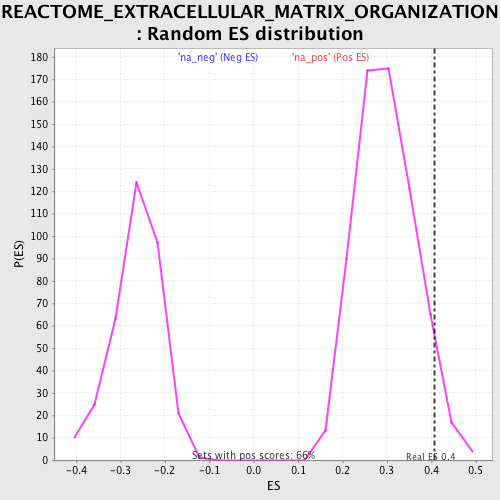 REACTOME_EXTRACELLULAR_MATRIX_ORGANIZATION
: Random ES distribution
'na_neg' (Neg ES) 'na_pos' (Pos ES)
180
170
160
150
140
130
120
110
100
90
80
70
60
50
40
30
20
10
0
P(ES)
Sets with pos scores: 66%
Real ES 0.4
-0.4 -0.3 -0.2 -0.1 0.0 0.1 0.2 0.3 0.4 0.5
ES